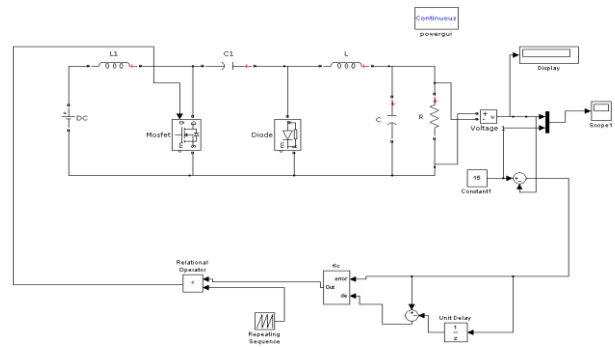 Continuous
powergui
L1
C1
L
Display
DC
Mosfet
Diode
C
R
+
-
v
Voltage 1
Scope1
15
Constant1
Relational
Operator
<
error
Out
de
Repeating
Sequence
Unit Delay
1
z